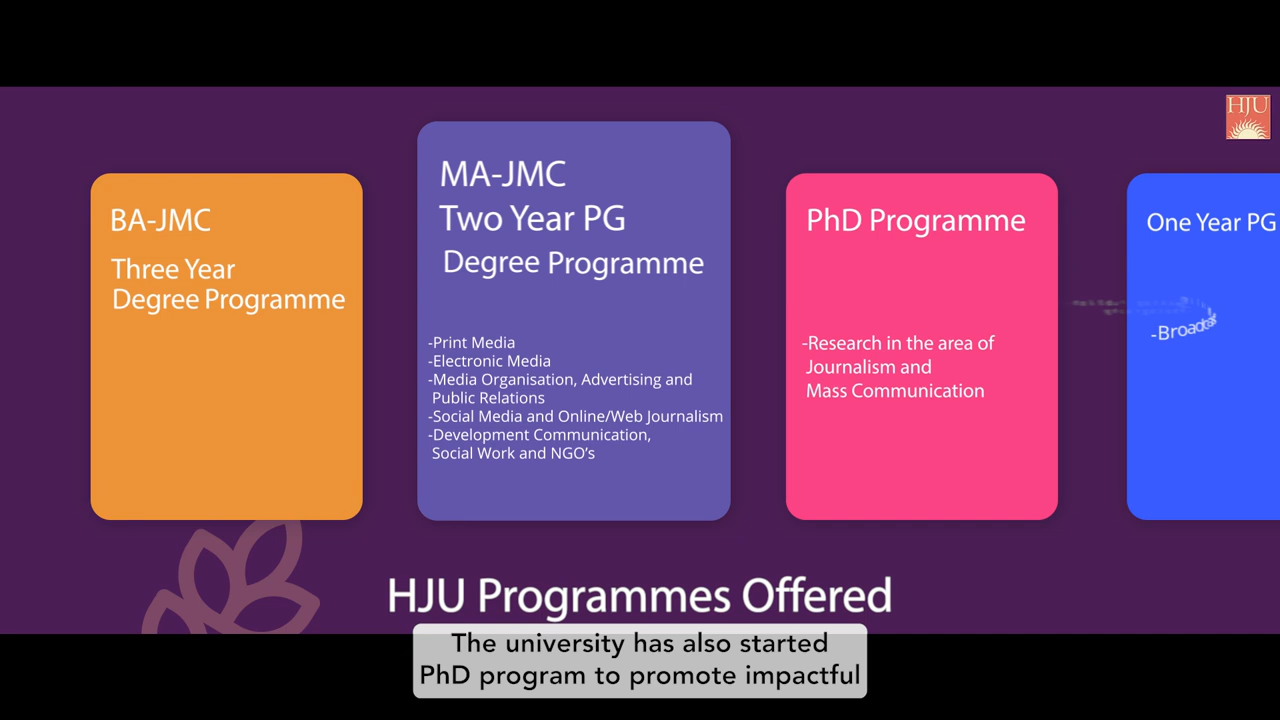 HJU
BA-JMC
Three Year
Degree Programme
MA-JMC
Two Year PG
Degree Programme
-Print Media
-Electronic Media
-Media Organisation, Advertising and
Public Relations
-Social Media and Online/Web Journalism
-Development Communication,
Social Work and NGO's
PhD Programme
-Research in the area of
Journalism and
Mass Communication
One Year PG
HJU Programmes Offered
The university has also started
PhD program to promote impactful